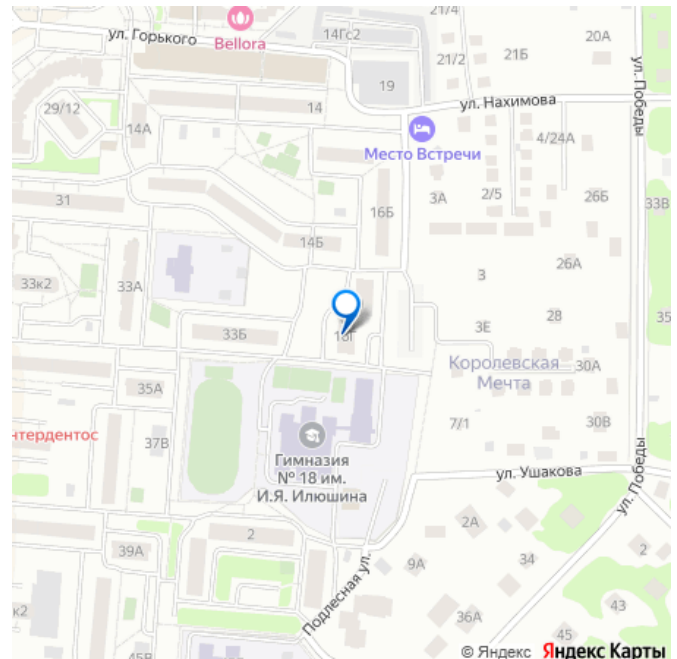 21/4
20А
ул. Горького
Bellora
14Гс2
21/2
21Б
19
ул. Победы
29/12
14
14А
ул. Нахимова
4/24А
Место Встречи
31
16Б
3А
2/5
26Б
33В
14Б
33к2
33А
3
26А
28
35
33Б
18Г
3Е
Королевская
Мечта
30А
35А
нтердентос
37В
Гимназия
№ 18 им.
И.Я. Илюшина
7/1
30В
ул. Ушакова
ул. Победы
2
2А
39А
9А
34
2
к2
Подлесная ул.
36А
43
45
45В
© Яндекс Яндекс Карты